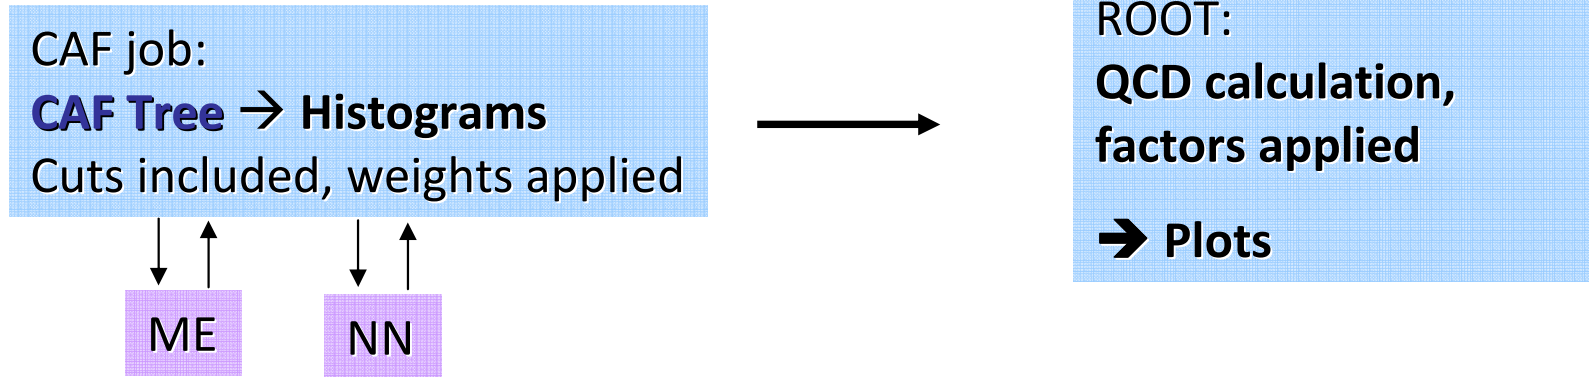 CAF job:
CAF Tree → Histograms
Cuts included, weights applied
ME
NN
ROOT:
QCD calculation,
factors applied
→ Plots